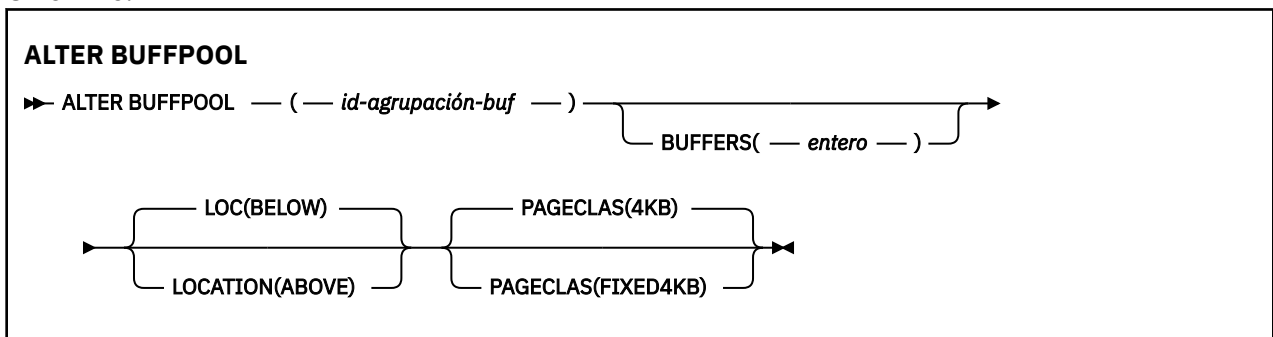 ALTER BUFFPOOL
ALTER BUFFPOOL ( id-agrupación-buf )
BUFFERS( entero )
LOC(BELOW) PAGECLAS(4KB)
LOCATION(ABOVE) PAGECLAS(FIXED4KB)